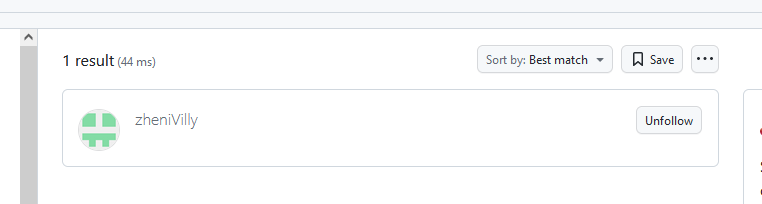 1 result (44 ms)
Sort by: Best match
Save
zheniVilly
Unfollow